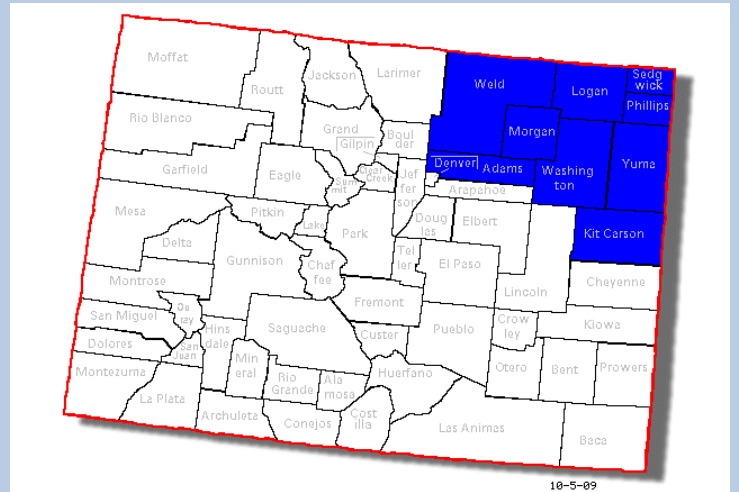 Moffat
Routt
Jackson
Larimer
Weld
Logan
Sedg
wick
Phillips
Rio Blanco
Grand
Gilpin
Boul
der
Morgan
Garfield
Eagle
Sum
mit
Clear
Creek
Jef
fer
son
Denver
Adams
Arapahoe
Washing
ton
Yuma
Mesa
Pitkin
Lake
Park
Doug
las
Elbert
Kit Carson
Delta
Gunnison
Chaf
fee
Tel
ler
El Paso
Lincoln
Cheyenne
Montrose
Ou
ray
Fremont
San Miguel
Hins
dale
Saguache
Custer
Pueblo
Crow
ley
Kiowa
Dolores
San
Juan
Min
eral
Rio
Grande
Ala
mosa
Huerfano
Otero
Bent
Prowers
Montezuma
La Plata
Archuleta
Conejos
Cost
illa
Las Animas
Baca
10-5-09